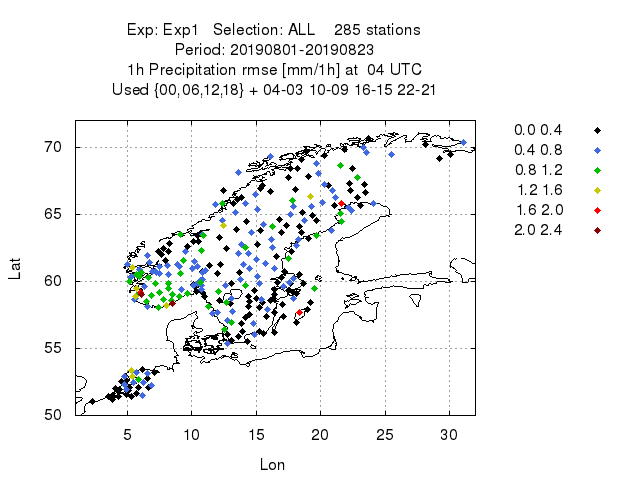 Exp: Exp1 Selection: ALL 285 stations
Period: 20190801-20190823
1h Precipitation rmse [mm/1h] at 04 UTC
Used {00,06,12,18} + 04-03 10-09 16-15 22-21
0.0 0.4
0.4 0.8
0.8 1.2
1.2 1.6
1.6 2.0
2.0 2.4
70
65
60
55
50
Lat
5 10 15 20 25 30
Lon